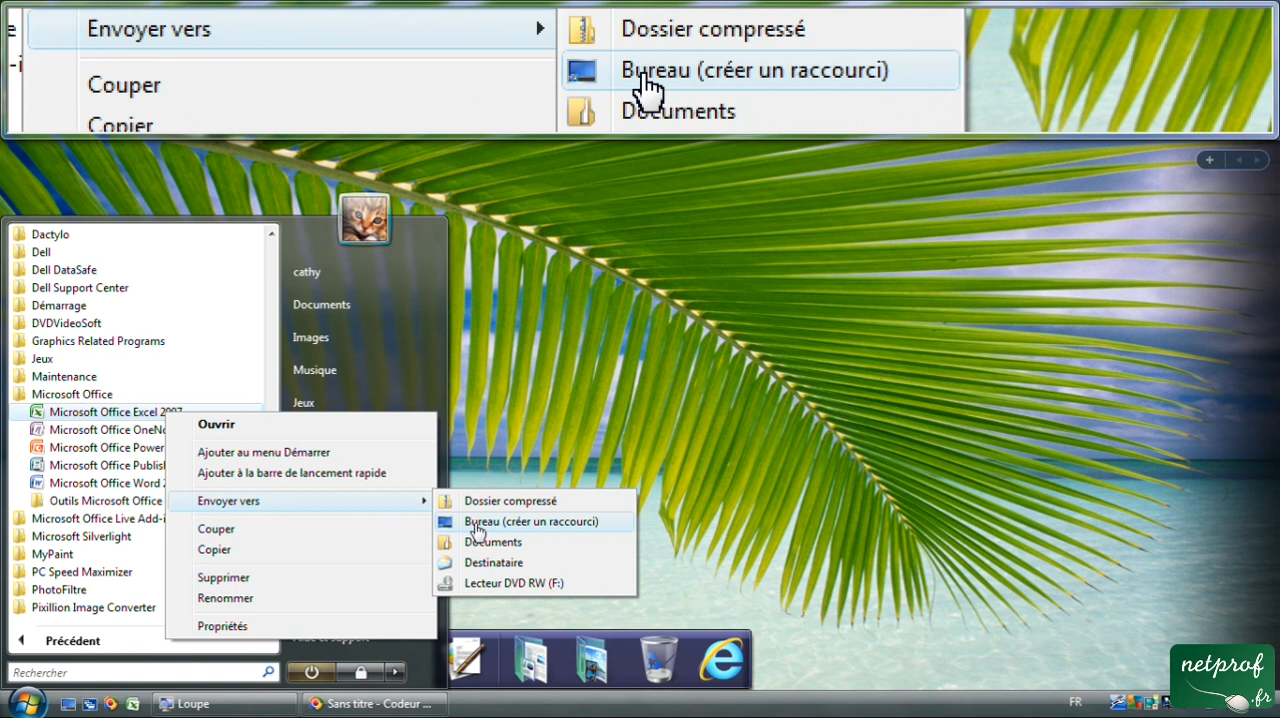 Envoyer vers
Dossier compressé
Bureau (créer un raccourci)
Couper
Documents
Copier
Dactylo
Dell
Dell DataSafe
Dell Support Center
Démarrage
DVDVideoSoft
Graphics Related Programs
Jeux
Maintenance
Microsoft Office
Microsoft Office Excel 2007
Microsoft Office OneNo
Microsoft Office Power
Microsoft Office Publis
Microsoft Office Word 2
Outils Microsoft Office
Microsoft Office Live Add-i
Microsoft Silverlight
MyPaint
PC Speed Maximizer
PhotoFiltre
Pixillion Image Converter
Précédent
Rechercher
cathy
Documents
Images
Musique
Jeux
Ouvrir
Ajouter au menu Démarrer
Ajouter à la barre de lancement rapide
Envoyer vers
Couper
Copier
Supprimer
Renommer
Propriétés
Aide et support
Dossier compressé
Bureau (créer un raccourci)
Documents
Destinataire
Lecteur DVD RW (F:)
Loupe
Sans titre - Codeur ...
FR
netprof
.fr